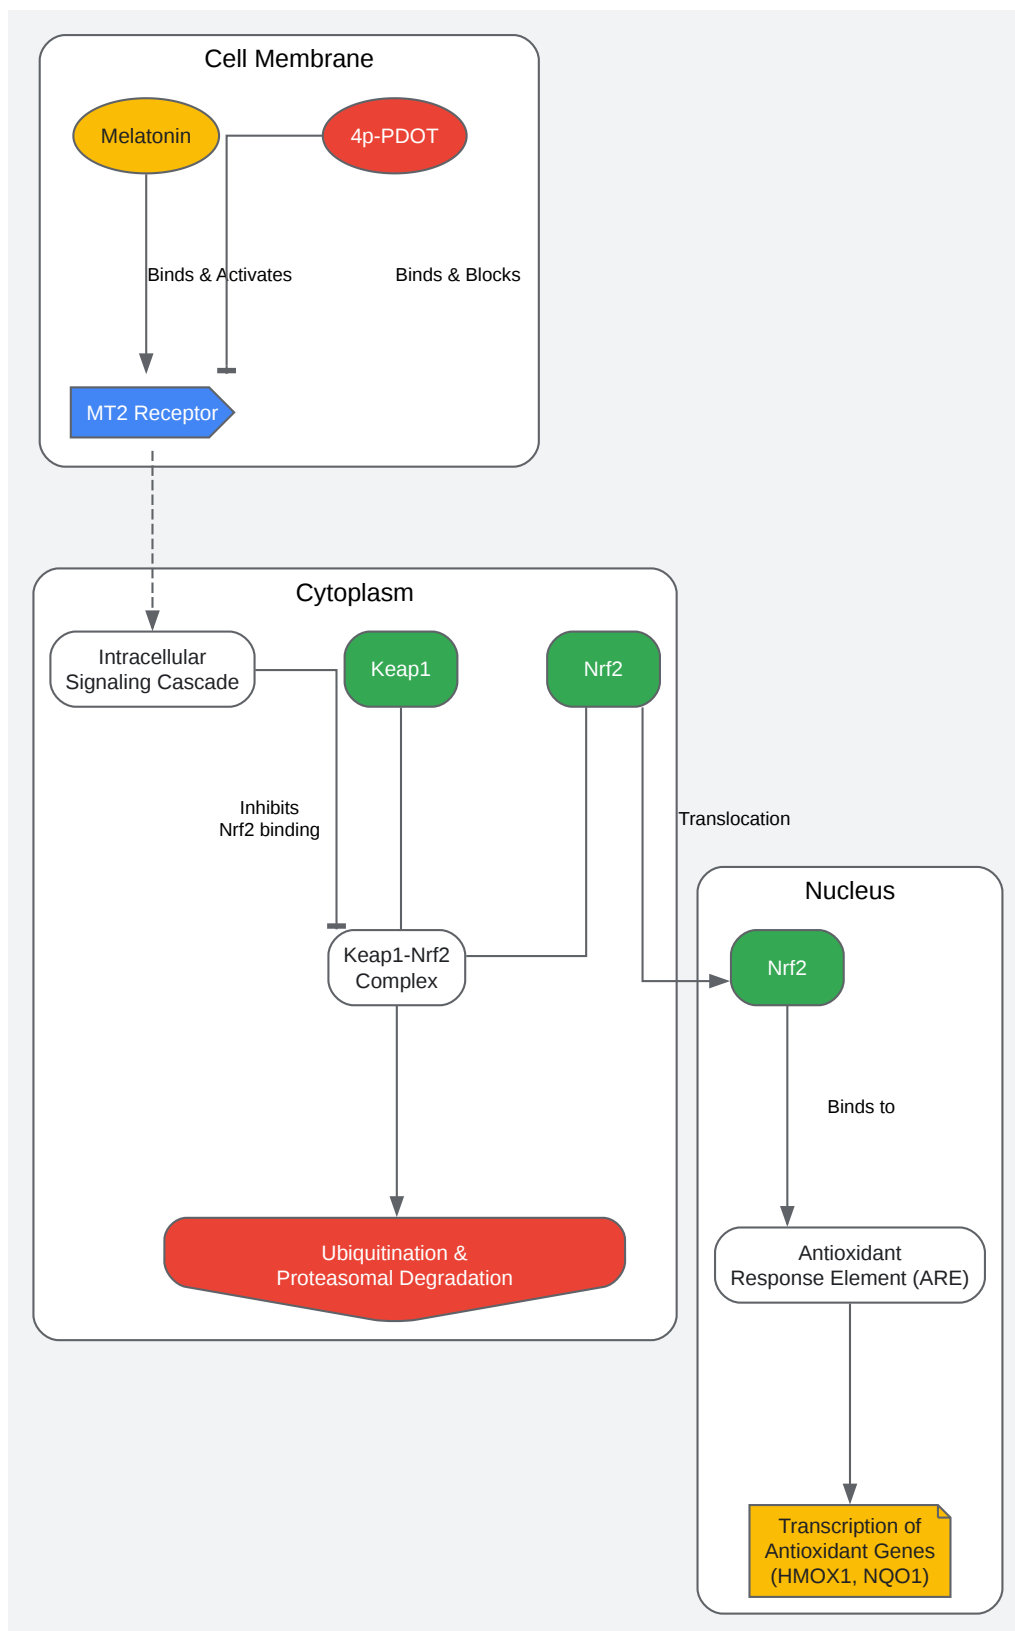 Cell Membrane
Melatonin
4p-PDOT
Binds & Activates
Binds & Blocks
MT2 Receptor
Cytoplasm
Intracellular
Signaling Cascade
Keap1
Nrf2
Inhibits
Nrf2 binding
Translocation
Nucleus
Keap1-Nrf2
Complex
Nrf2
Binds to
Ubiquitination &
Proteasomal Degradation
Antioxidant
Response Element (ARE)
Transcription of
Antioxidant Genes
(HMOX1, NQO1)